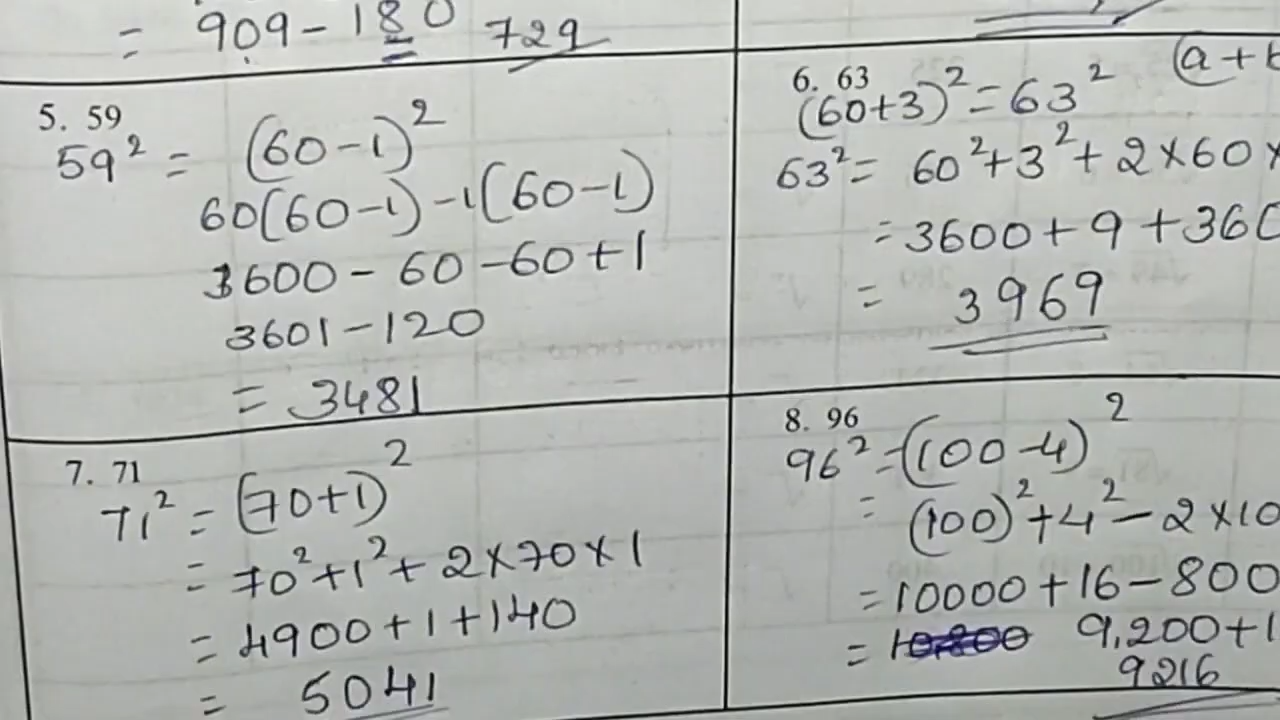 = 909 - 180 729
5. 59
59² = (60-1)²
60(60-1) -1(60-1)
3600 - 60 -60 + 1
3601 - 120
= 3481
6. 63
(60+3)² = 63² (a+b
63² = 60² + 3² + 2×60×
= 3600 + 9 + 360
= 3969
7. 71
71² = (70+1)²
= 70² + 1² + 2×70×1
= 4900 + 1 + 140
= 5041
8. 96
96² = (100-4)²
= (100)² + 4² - 2×10
= 10000 + 16 - 800
= 9,200 + 1
9216